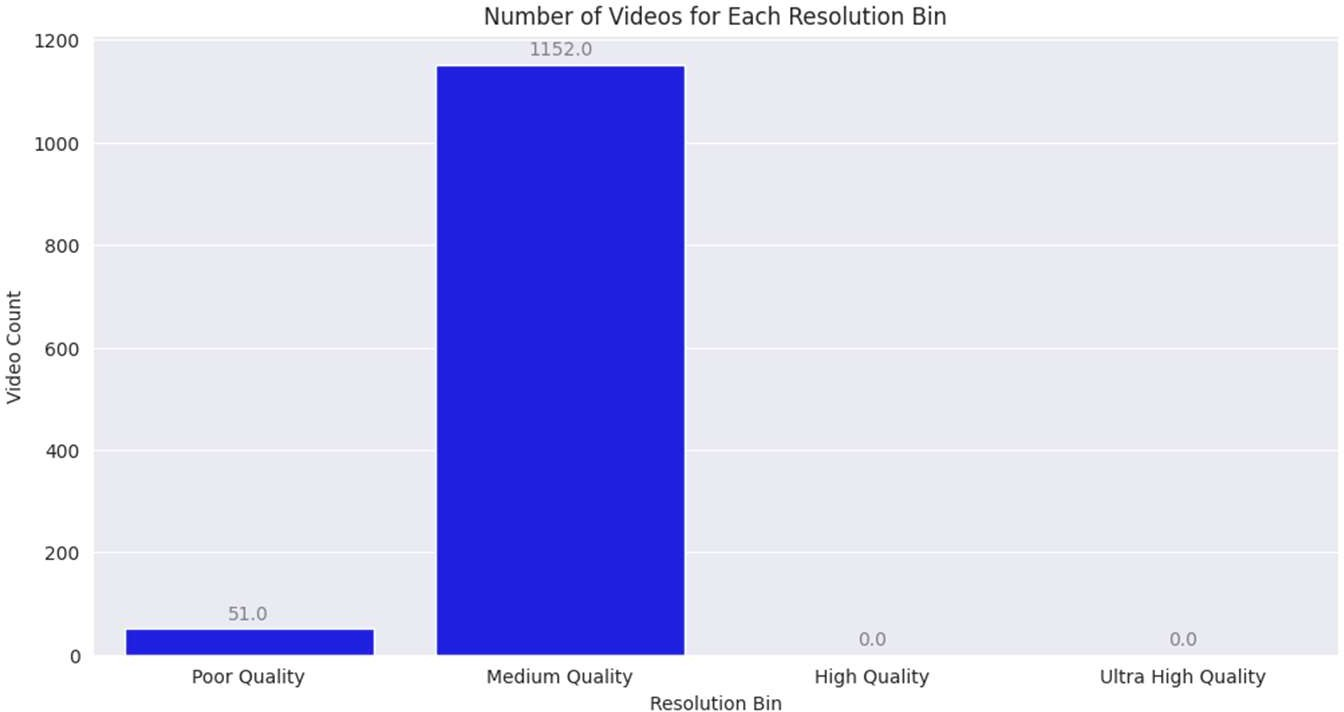 Number of Videos for Each Resolution Bin
1200
1152.0
1000
800
Video Count
600
400
200
51.0
0.0
0.0
0
Poor Quality
Medium Quality
High Quality
Ultra High Quality
Resolution Bin